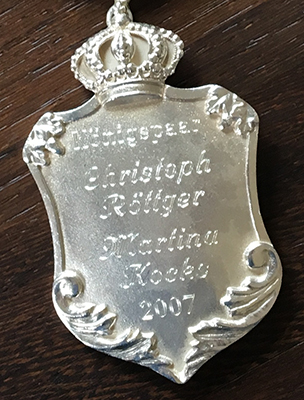 Königspaar
Christoph
Röttger
Martina
Kocks
2007